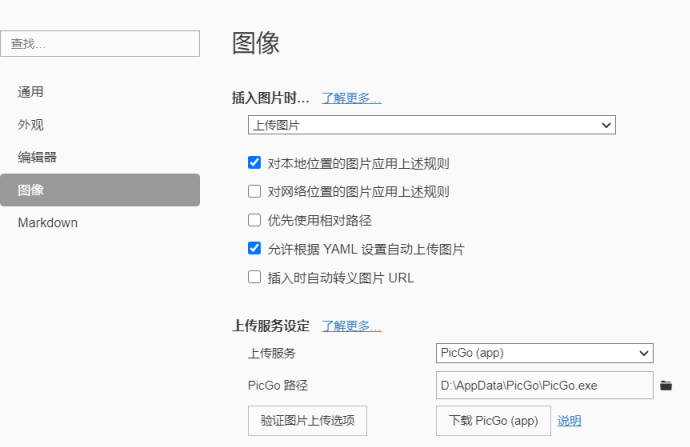 图像
查找...
通用
外观
编辑器
图像
Markdown
插入图片时... 了解更多...
上传图片
对本地位置的图片应用上述规则
对网络位置的图片应用上述规则
优先使用相对路径
允许根据 YAML 设置自动上传图片
插入时自动转义图片 URL
上传服务设定 了解更多...
上传服务 PicGo (app)
PicGo 路径 D:\AppData\PicGo\PicGo.exe
验证图片上传选项 下载 PicGo (app) 说明